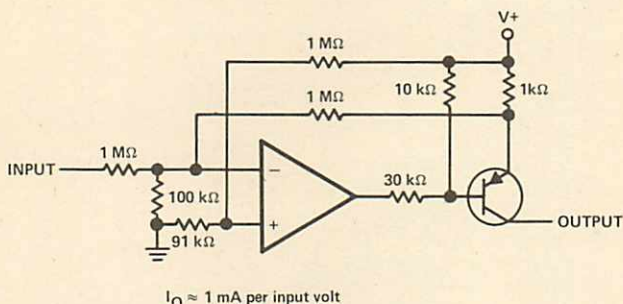 V+
1 MΩ
10 kΩ
1kΩ
1 MΩ
1 MΩ
INPUT
−
100 kΩ
30 kΩ
+
91 kΩ
OUTPUT
IO ≈ 1 mA per input volt